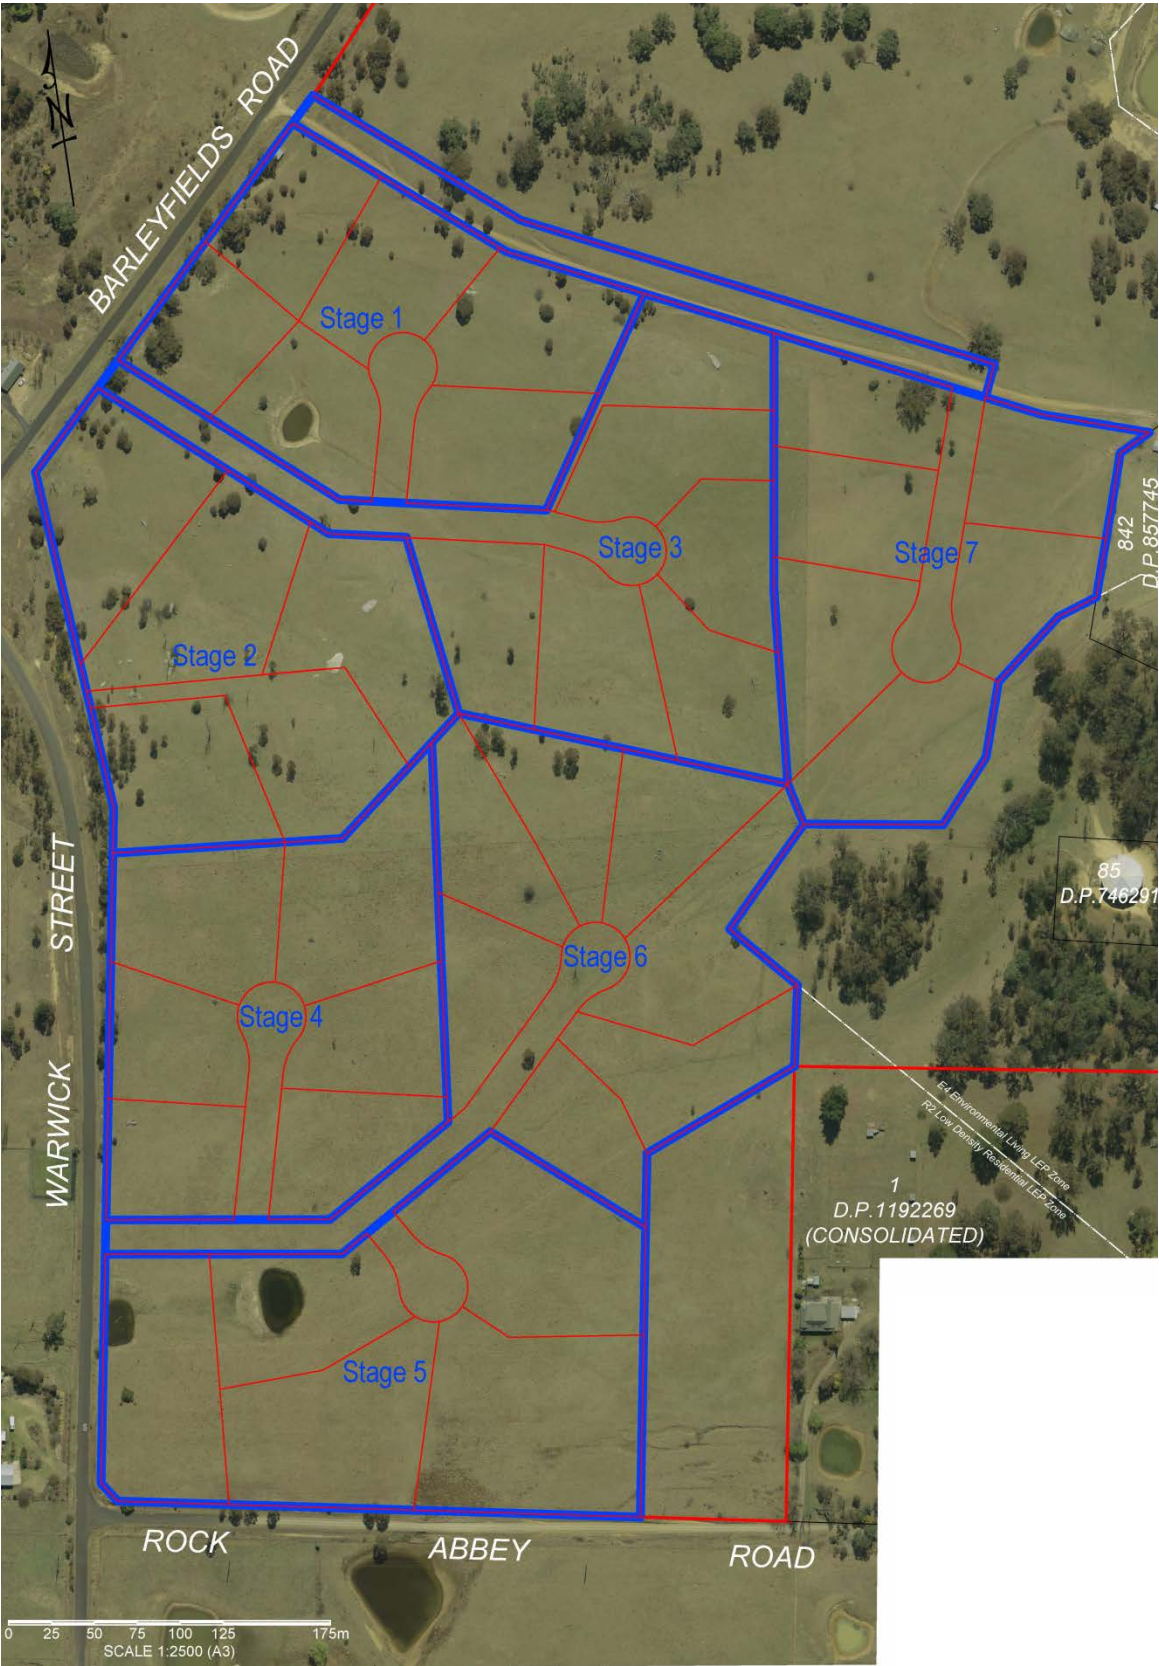 N
BARLEYFIELDS ROAD
Stage 1
Stage 3
Stage 7
842
D.P.857745
Stage 2
85
D.P.746291
WARWICK STREET
Stage 6
Stage 4
E4 Environmental Living LEP Zone
R2 Low Density Residential LEP Zone
1
D.P.1192269
(CONSOLIDATED)
Stage 5
ROCK ABBEY ROAD
0 25 50 75 100 125 175m
SCALE 1:2500 (A3)